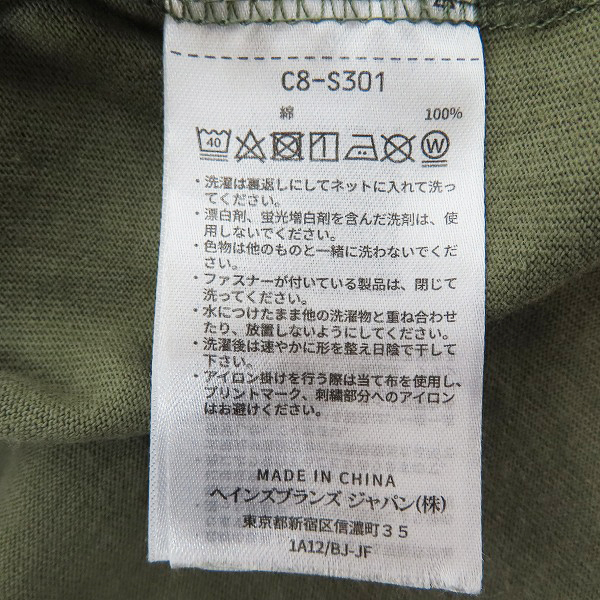 C8-S301
綿 100%
40 W
・洗濯は裏返しにしてネットに入れて洗っ
てください。
・漂白剤、蛍光増白剤を含んだ洗剤は、使
用しないでください。
・色物は他のものと一緒に洗わないでくだ
さい。
・ファスナーが付いている製品は、閉じて
洗ってください。
・水につけたまま他の洗濯物と重ね合わせ
たり、放置しないようにしてください。
・洗濯後は速やかに形を整え日陰で干して
下さい。
・アイロン掛けを行う際は当て布を使用し、
プリントマーク、刺繍部分へのアイロン
はお避けください。
MADE IN CHINA
ヘインズブランズ ジャパン(株)
東京都新宿区信濃町35
1A12/BJ-JF